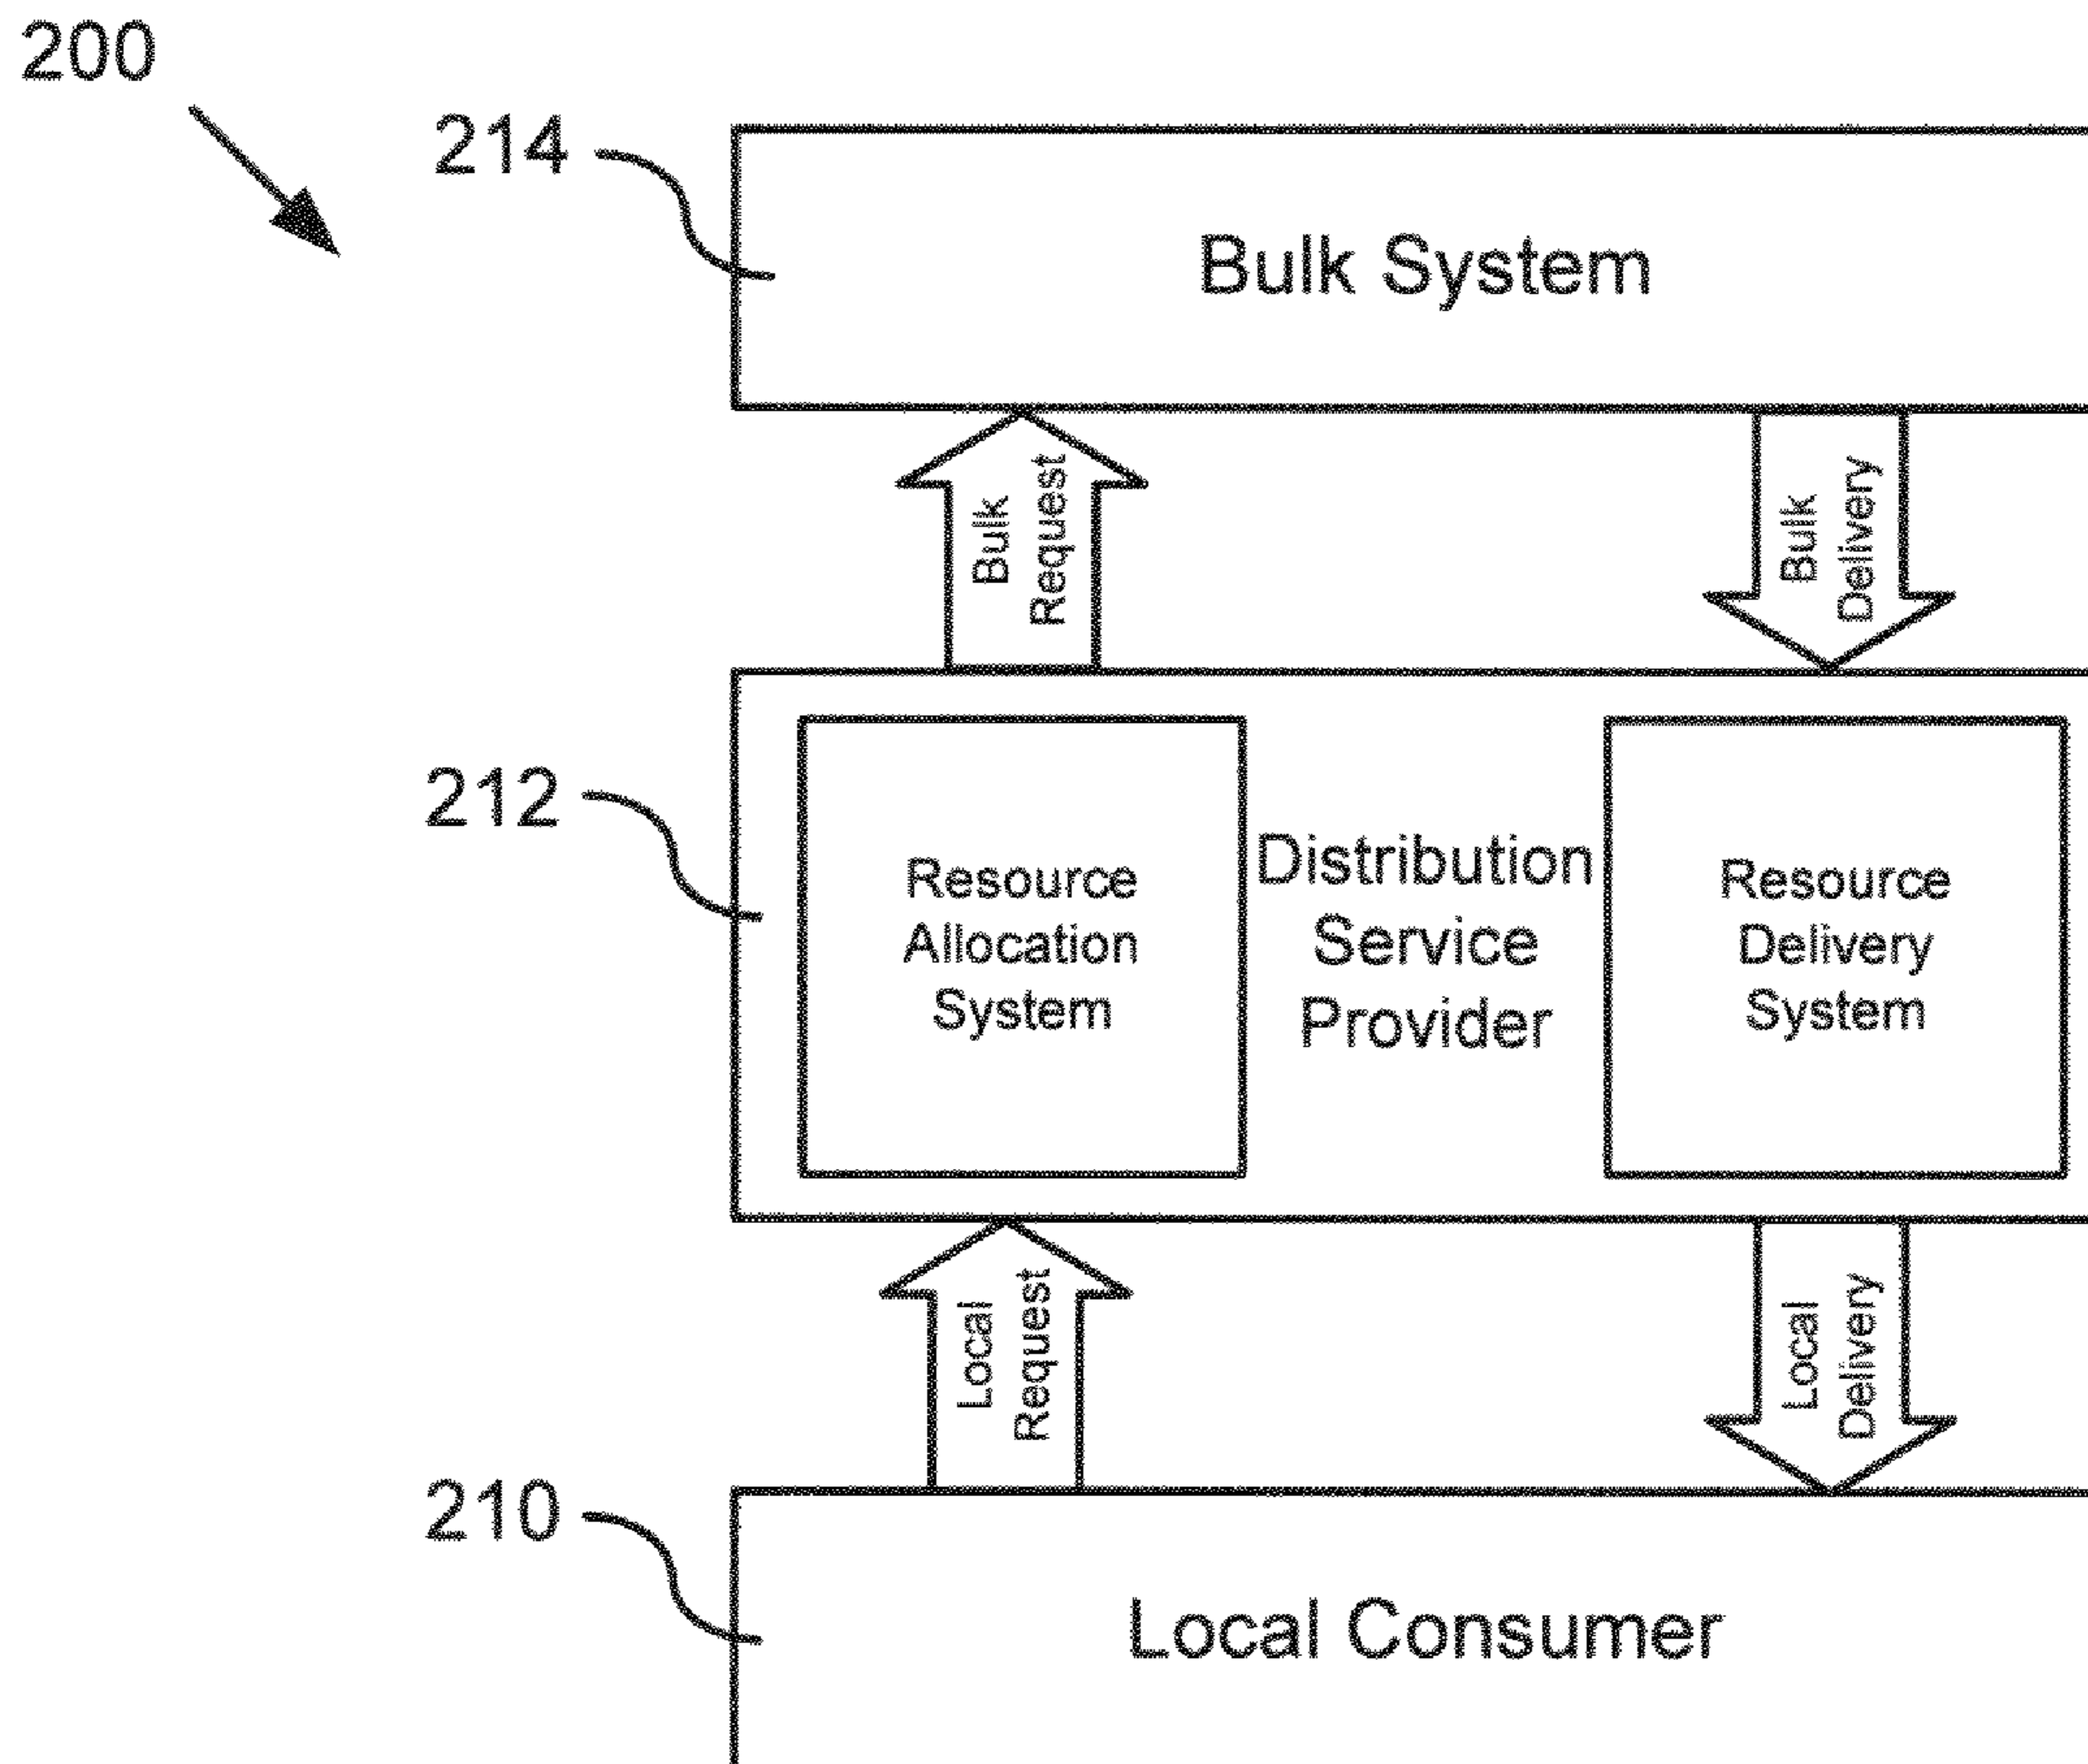 200
214
Bulk System
Bulk
Request
Bulk
Delivery
212
Resource
Allocation
System
Distribution
Service
Provider
Resource
Delivery
System
Local
Request
Local
Delivery
210
Local Consumer